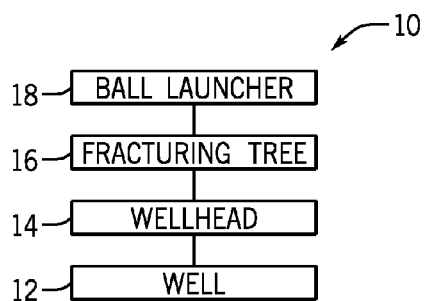 10
18 BALL LAUNCHER
16 FRACTURING TREE
14 WELLHEAD
12 WELL